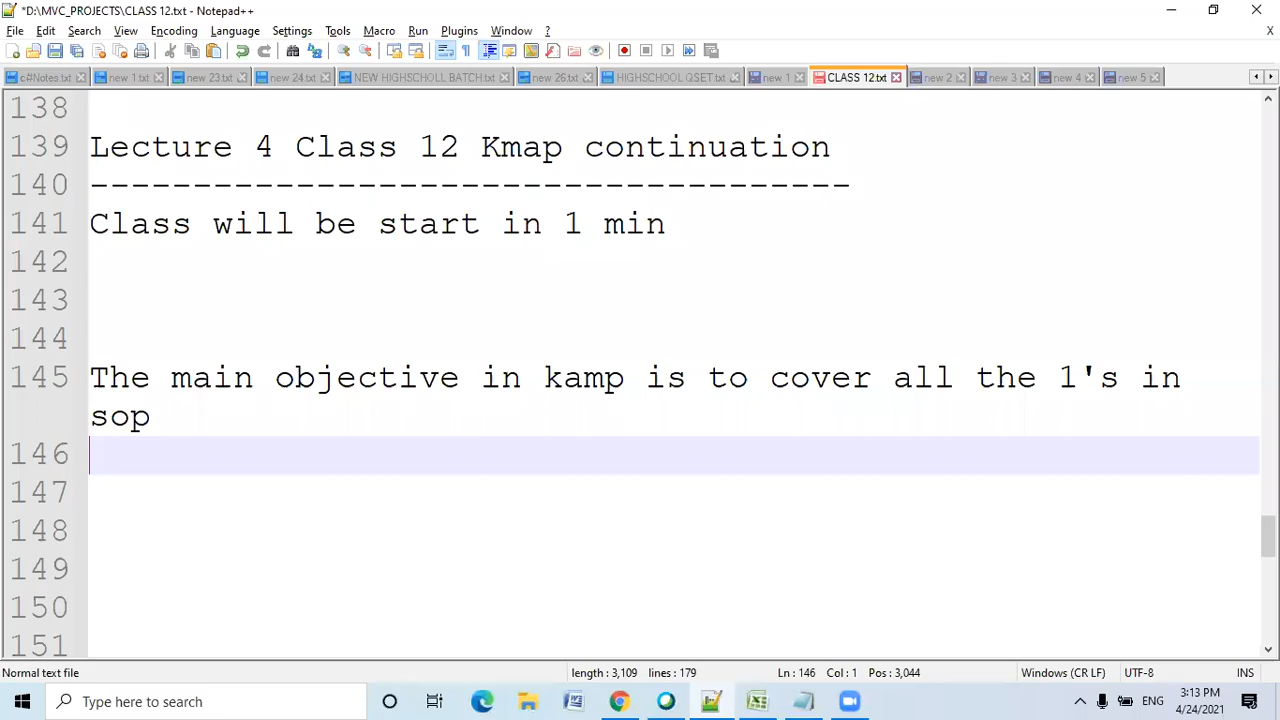 *D:\MVC_PROJECTS\CLASS 12.txt - Notepad++
File Edit Search View Encoding Language Settings Tools Macro Run Plugins Window ? X
c#Notes.txt new 1.txt new 23.txt new 24.txt NEW HIGHSCHOLL BATCH.txt new 28.txt HIGHSCHOOL QSET.txt new 1 CLASS 12.txt new 2 new 3 new 4 new 5
138
139 Lecture 4 Class 12 Kmap continuation
140 -------------------------------------
141 Class will be start in 1 min
142
143
144
145 The main objective in kamp is to cover all the 1's in
sop
146
147
148
149
150
151
Normal text file length : 3,109 lines : 179 Ln : 146 Col : 1 Pos : 3,044 Windows (CR LF) UTF-8 INS
Type here to search ENG 3:13 PM
4/24/2021